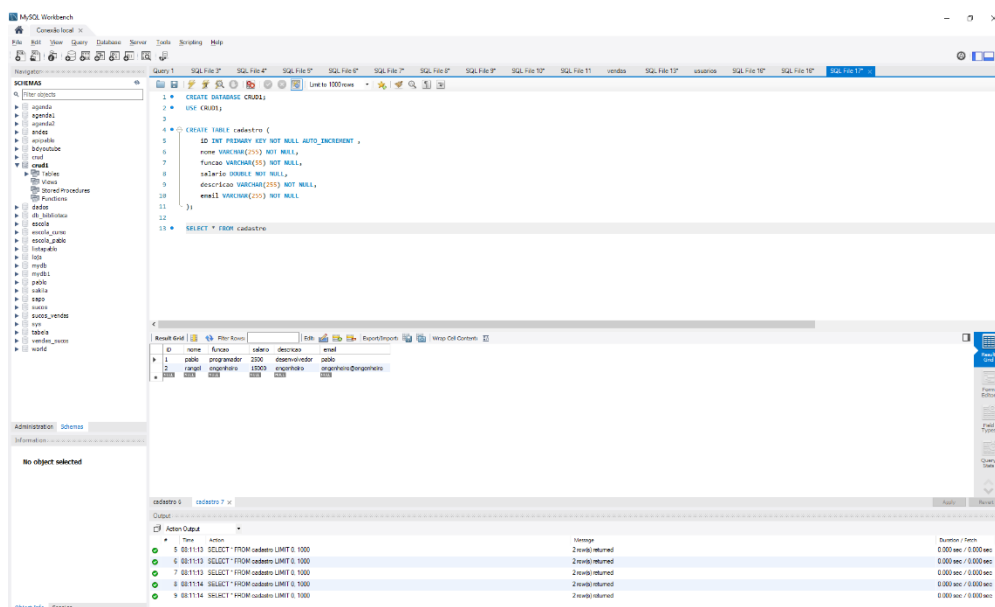 MySQL Workbench
Conexão local
File Edit View Query Database Server Tools Scripting Help
Navigator
SCHEMAS
Filter objects
agenda
agenda1
agenda2
andes
bdyoutube
crud
crud1
Tables
Views
Stored Procedures
Functions
dados
db_biblioteca
escola
escola_curso
escola_pablo
listapablo
loja
mydb
mydb1
pablo
sakila
sapo
sucos
sucos_vendas
sys
tabela
vendas_sucos
world
Administration Schemas
Information
No object selected
Query 1 SQL File 3* SQL File 4* SQL File 5* SQL File 6* SQL File 7* SQL File 8* SQL File 9* SQL File 10* SQL File 11 vendas SQL File 13* usuarios SQL File 16* SQL File 17*
Limit to 1000 rows
1 CREATE DATABASE CRUD1;
2 USE CRUD1;
3
4 CREATE TABLE cadastro (
5 ID INT PRIMARY KEY NOT NULL AUTO_INCREMENT ,
6 nome VARCHAR(255) NOT NULL,
7 funcao VARCHAR(55) NOT NULL,
8 salario DOUBLE NOT NULL,
9 descricao VARCHAR(255) NOT NULL,
10 email VARCHAR(255) NOT NULL
11 );
12
13 SELECT * FROM cadastro
Result Grid Filter Rows: Edit: Export/Import: Wrap Cell Content:
ID nome funcao salario descricao email
1 pablo programador 2500 desenvolvedor pablo
2 rangel engenheiro 15000 engenheiro engenheiro@engenheiro
NULL NULL NULL NULL NULL NULL
Result Grid
Form Editor
Field Types
Query Stats
cadastro 6 cadastro 7 Apply Revert
Output
Action Output
# Time Action Message Duration / Fetch
5 08:11:13 SELECT * FROM cadastro LIMIT 0, 1000 2 row(s) returned 0.000 sec / 0.000 sec
6 08:11:13 SELECT * FROM cadastro LIMIT 0, 1000 2 row(s) returned 0.000 sec / 0.000 sec
7 08:11:13 SELECT * FROM cadastro LIMIT 0, 1000 2 row(s) returned 0.000 sec / 0.000 sec
8 08:11:14 SELECT * FROM cadastro LIMIT 0, 1000 2 row(s) returned 0.000 sec / 0.000 sec
9 08:11:14 SELECT * FROM cadastro LIMIT 0, 1000 2 row(s) returned 0.000 sec / 0.000 sec